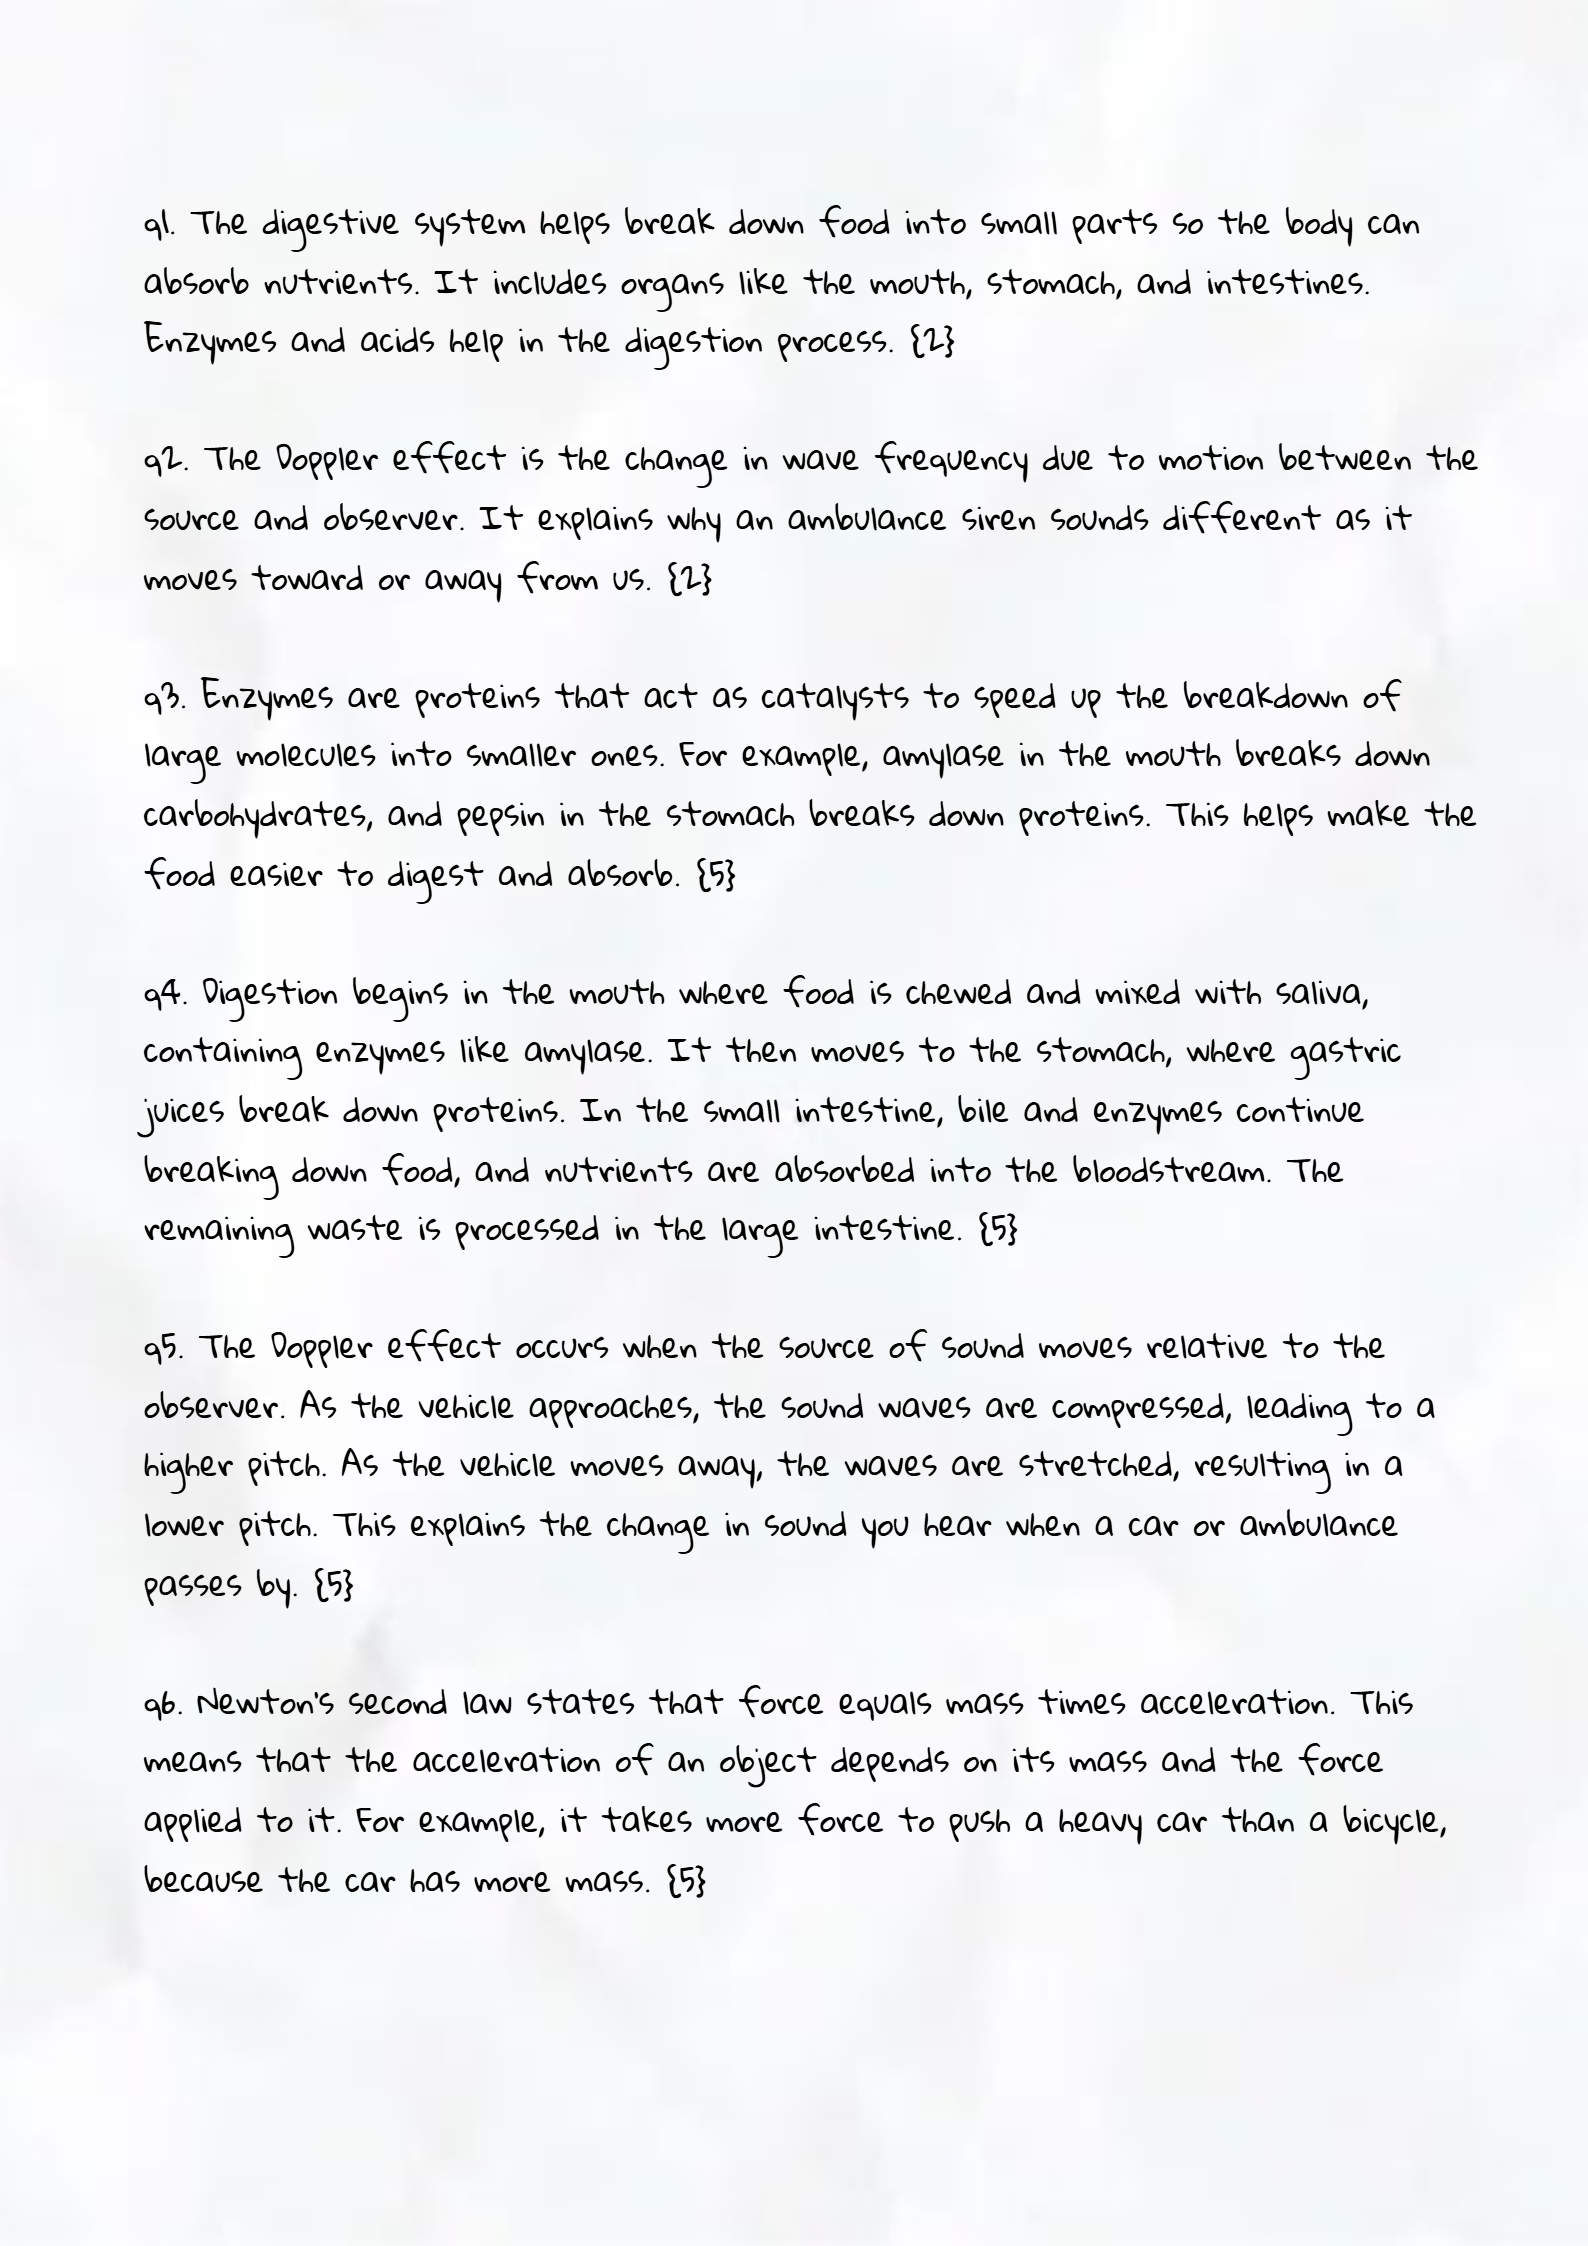 q1. The digestive system helps break down food into small parts so the body can
absorb nutrients. It includes organs like the mouth, stomach, and intestines.
Enzymes and acids help in the digestion process. {2}
q2. The Doppler effect is the change in wave frequency due to motion between the
source and observer. It explains why an ambulance siren sounds different as it
moves toward or away from us. {2}
q3. Enzymes are proteins that act as catalysts to speed up the breakdown of
large molecules into smaller ones. For example, amylase in the mouth breaks down
carbohydrates, and pepsin in the stomach breaks down proteins. This helps make the
food easier to digest and absorb. {5}
q4. Digestion begins in the mouth where food is chewed and mixed with saliva,
containing enzymes like amylase. It then moves to the stomach, where gastric
juices break down proteins. In the small intestine, bile and enzymes continue
breaking down food, and nutrients are absorbed into the bloodstream. The
remaining waste is processed in the large intestine. {5}
q5. The Doppler effect occurs when the source of sound moves relative to the
observer. As the vehicle approaches, the sound waves are compressed, leading to a
higher pitch. As the vehicle moves away, the waves are stretched, resulting in a
lower pitch. This explains the change in sound you hear when a car or ambulance
passes by. {5}
q6. Newton's second law states that force equals mass times acceleration. This
means that the acceleration of an object depends on its mass and the force
applied to it. For example, it takes more force to push a heavy car than a bicycle,
because the car has more mass. {5}